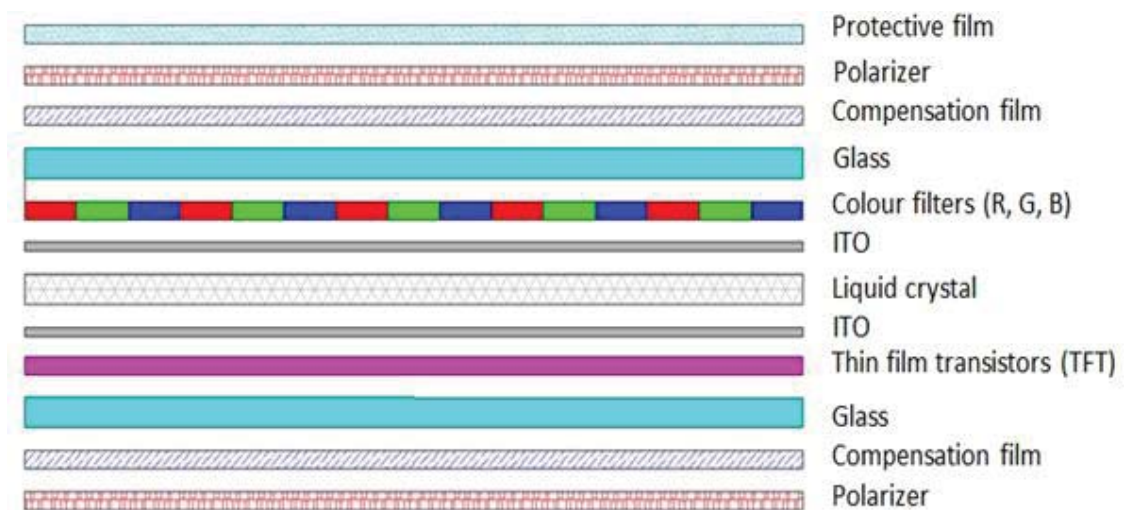 Protective film
Polarizer
Compensation film
Glass
Colour filters (R, G, B)
ITO
Liquid crystal
ITO
Thin film transistors (TFT)
Glass
Compensation film
Polarizer